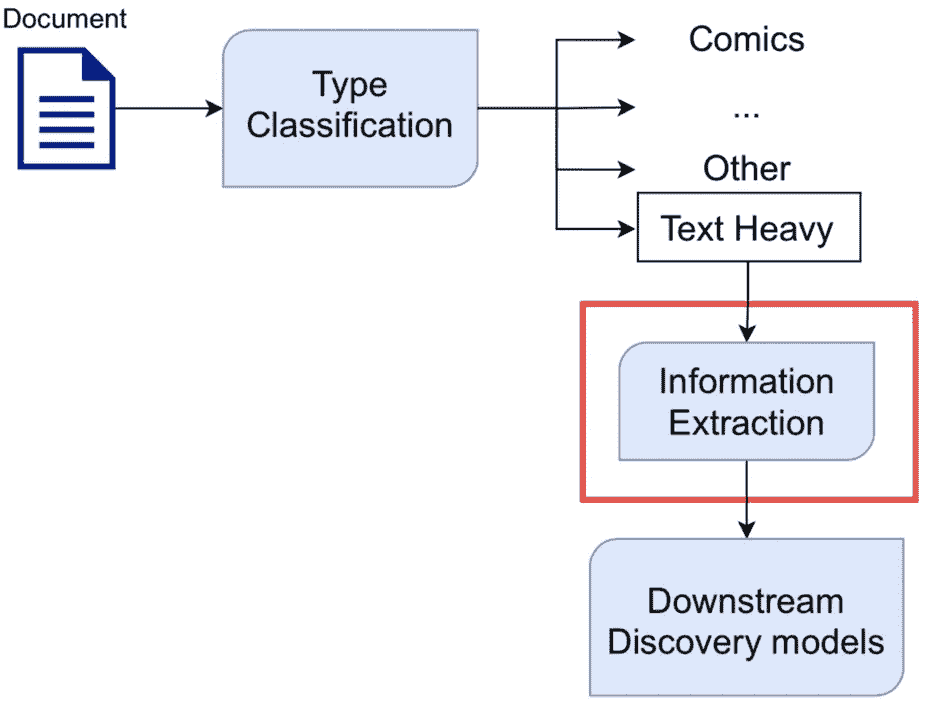 Document
Type
Classification
Comics
...
Other
Text Heavy
Information
Extraction
Downstream
Discovery models